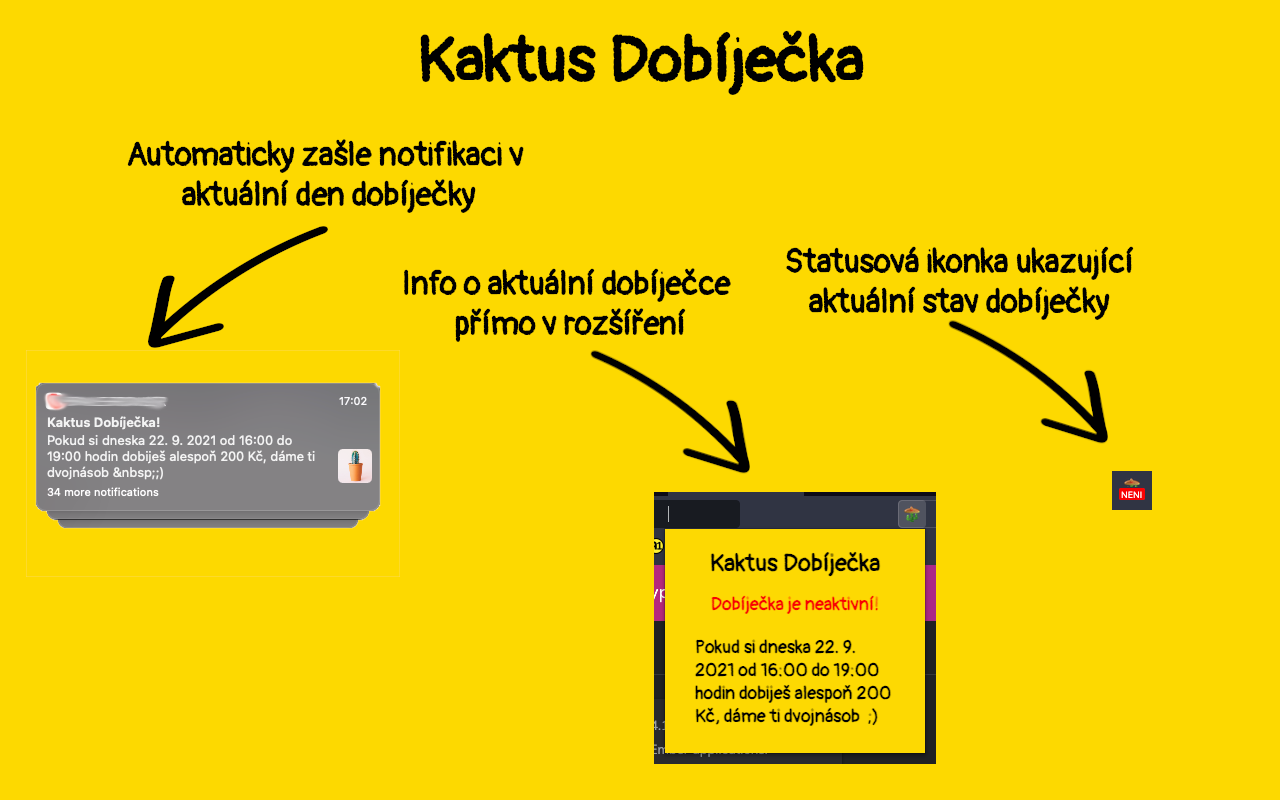 Kaktus Dobíječka
Automaticky zašle notifikaci v
aktuální den dobíječky
Info o aktuální dobíječce
přímo v rozšíření
Statusová ikonka ukazující
aktuální stav dobíječky
17:02
Kaktus Dobíječka!
Pokud si dneska 22. 9. 2021 od 16:00 do
19:00 hodin dobiješ alespoň 200 Kč, dáme ti
dvojnásob &nbsp;;)
34 more notifications
NENI
Kaktus Dobíječka
Dobíječka je neaktivní!
Pokud si dneska 22. 9.
2021 od 16:00 do 19:00
hodin dobiješ alespoň 200
Kč, dáme ti dvojnásob ;)